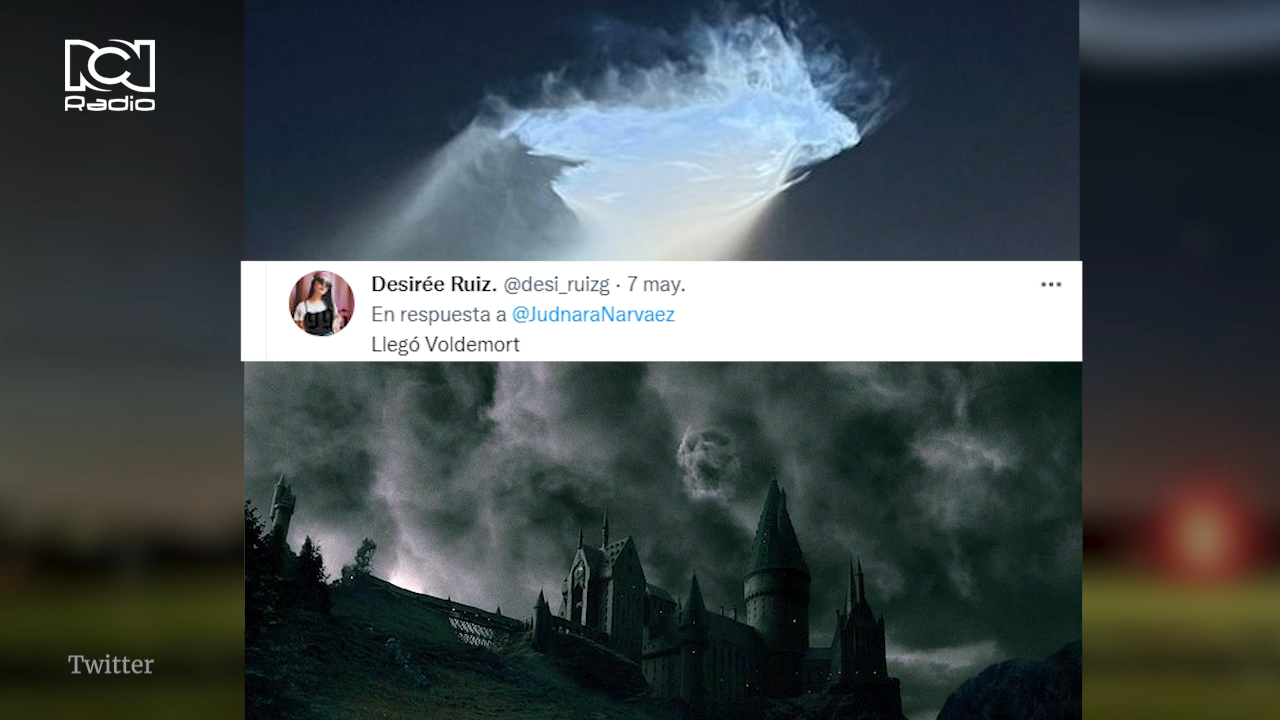 RCN
Radio
Desirée Ruiz. @desi_ruizg · 7 may.
En respuesta a @JudnaraNarvaez
Llegó Voldemort
Twitter